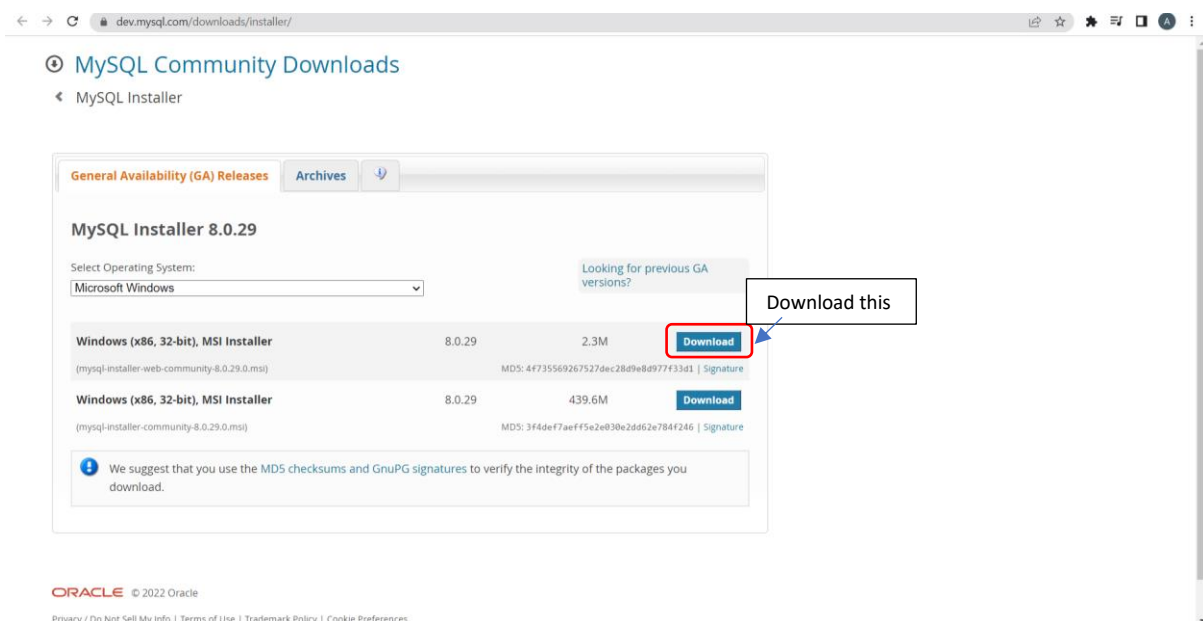 dev.mysql.com/downloads/installer/
A
MySQL Community Downloads
MySQL Installer
General Availability (GA) Releases
Archives
MySQL Installer 8.0.29
Select Operating System:
Microsoft Windows
Looking for previous GA
versions?
Download this
Windows (x86, 32-bit), MSI Installer 8.0.29 2.3M Download
(mysql-installer-web-community-8.0.29.0.msi) MD5: 4f735569267527dec28d9e8d977f33d1 | Signature
Windows (x86, 32-bit), MSI Installer 8.0.29 439.6M Download
(mysql-installer-community-8.0.29.0.msi) MD5: 3f4def7aeff5e2e030e2dd62e784f246 | Signature
We suggest that you use the MD5 checksums and GnuPG signatures to verify the integrity of the packages you
download.
ORACLE © 2022 Oracle
Privacy / Do Not Sell My Info | Terms of Use | Trademark Policy | Cookie Preferences